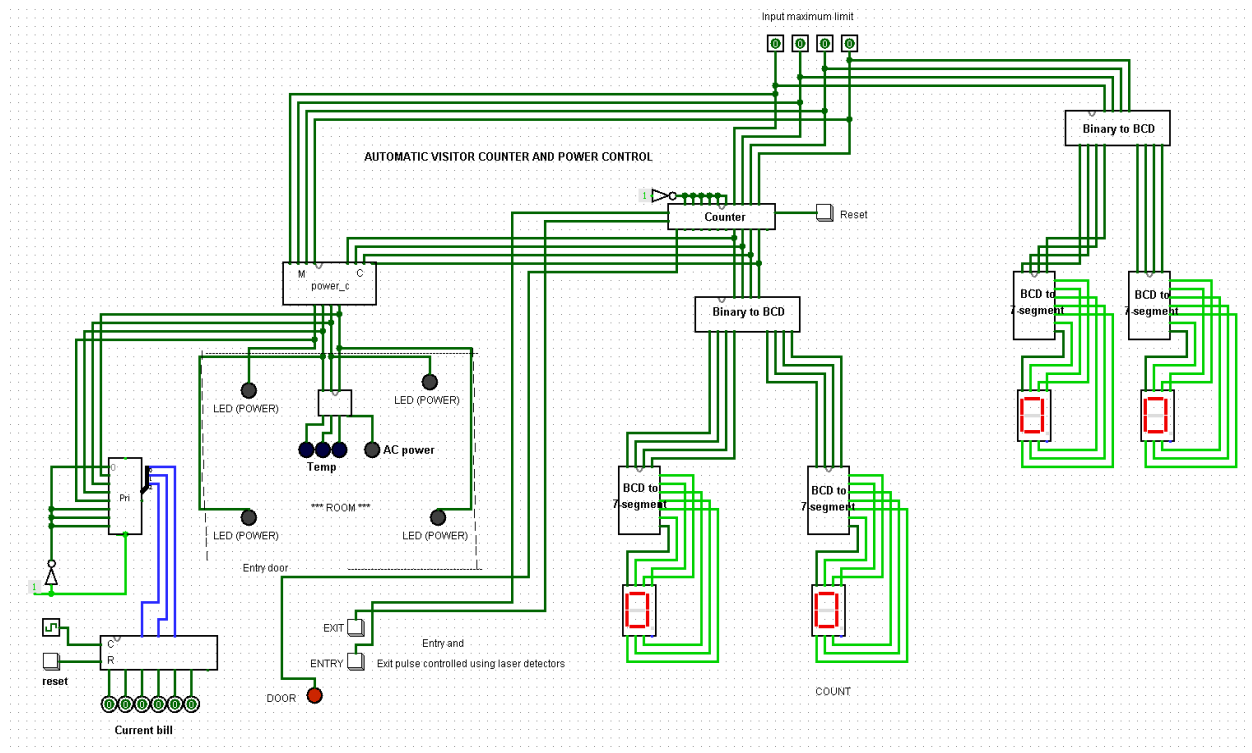 Input maximum limit
0 0 0 0
Binary to BCD
AUTOMATIC VISITOR COUNTER AND POWER CONTROL
1
Counter
Reset
M C
power_c
BCD to
7-segment
BCD to
7-segment
Binary to BCD
LED (POWER)
LED (POWER)
AC power
Temp
0
Pri
BCD to
7-segment
BCD to
7-segment
*** ROOM ***
LED (POWER)
LED (POWER)
Entry door
1
EXIT
Entry and
C
R
ENTRY
Exit pulse controlled using laser detectors
reset
DOOR
COUNT
0 0 0 0 0 0
Current bill